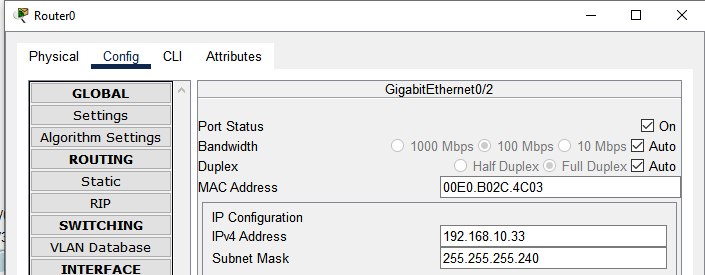 Router0
Physical Config CLI Attributes
GLOBAL
Settings
Algorithm Settings
ROUTING
Static
RIP
SWITCHING
VLAN Database
INTERFACE
GigabitEthernet0/2
Port Status On
Bandwidth 1000 Mbps 100 Mbps 10 Mbps Auto
Duplex Half Duplex Full Duplex Auto
MAC Address 00E0.B02C.4C03
IP Configuration
IPv4 Address 192.168.10.33
Subnet Mask 255.255.255.240